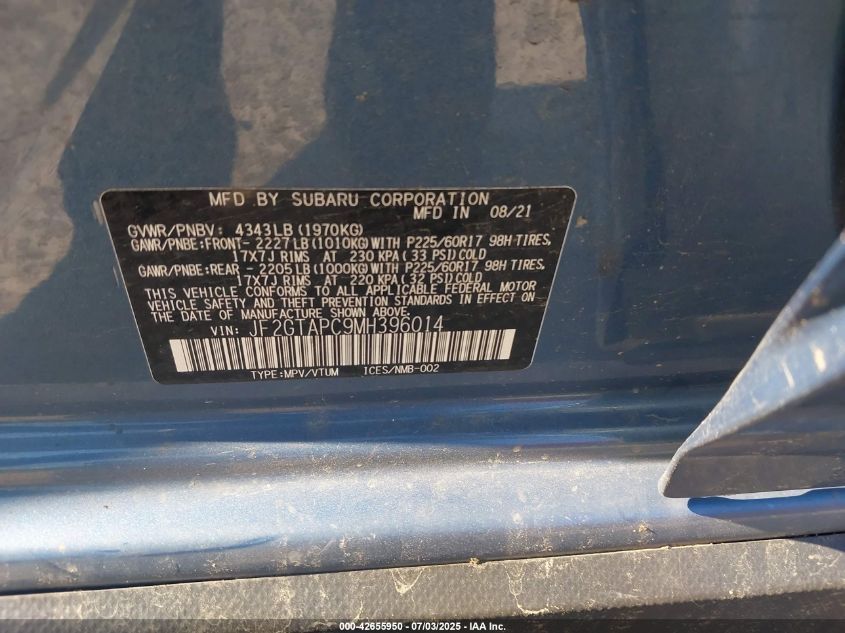 MFD BY SUBARU CORPORATION
MFD IN 08/21
GVWR/PNBV: 4343LB (1970KG)
GAWR/PNBE:FRONT- 2227LB(1010KG)WITH P225/60R17 98H TIRES,
17X7J RIMS AT 230 KPA( 33 PSI)COLD
GAWR/PNBE:REAR - 2205LB(1000KG)WITH P225/60R17 98H TIRES,
17X7J RIMS AT 220 KPA( 32 PSI)COLD
THIS VEHICLE CONFORMS TO ALL APPLICABLE FEDERAL MOTOR
VEHICLE SAFETY AND THEFT PREVENTION STANDARDS IN EFFECT ON
THE DATE OF MANUFACTURE SHOWN ABOVE.
VIN: JF2GTAPC9MH396014
TYPE:MPV/VTUM ICES/NMB-002
000-42655950 - 07/03/2025 - IAA Inc.